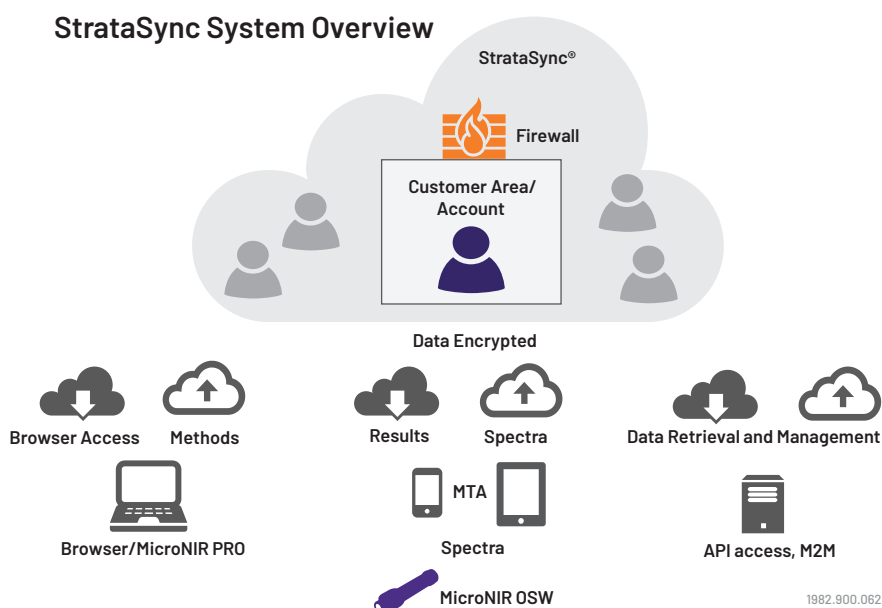 StrataSync System Overview
StrataSync®
Firewall
Customer Area/
Account
Data Encrypted
Browser Access
Methods
Results
Spectra
Data Retrieval and Management
MTA
Browser/MicroNIR PRO
Spectra
API access, M2M
MicroNIR OSW
1982.900.062